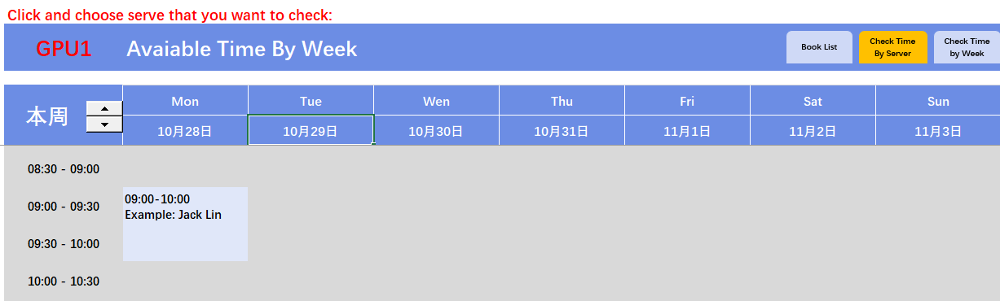 Click and choose serve that you want to check:
GPU1 Avaiable Time By Week
Book List
Check Time
By Server
Check Time
by Week
本周
Mon Tue Wen Thu Fri Sat Sun
10月28日 10月29日 10月30日 10月31日 11月1日 11月2日 11月3日
08:30 - 09:00
09:00 - 09:30
09:00-10:00
Example: Jack Lin
09:30 - 10:00
10:00 - 10:30